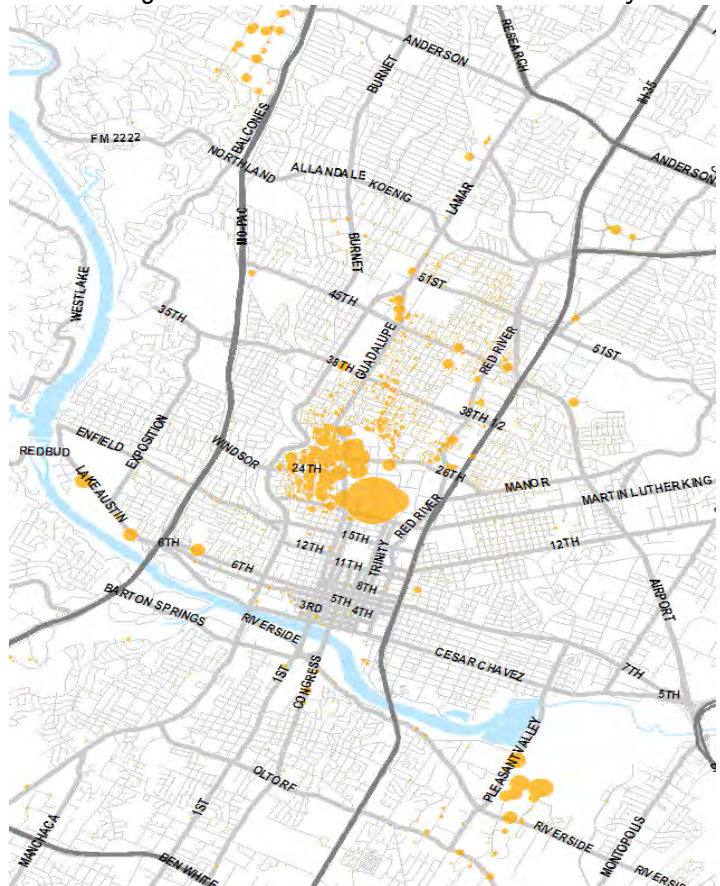 ANDERSON
RESEARCH
BURNET
IH-35
BALCONES
FM 2222
NORTHLAND
ALLANDALE
KOENIG
ANDERSON
LAMAR
MO-PAC
BURNET
WESTLAKE
51ST
45TH
35TH
GUADALUPE
RED RIVER
51ST
38TH
38TH 1/2
ENFIELD
EXPOSITION
WINDSOR
REDBUD
24TH
26TH
LAKE AUSTIN
MANOR
MARTIN LUTHER KING
RED RIVER
15TH
6TH
12TH
TRINITY
12TH
11TH
6TH
8TH
AIRPORT
5TH
3RD
4TH
BARTON SPRINGS
RIVERSIDE
CESAR CHAVEZ
7TH
1ST
CONGRESS
5TH
PLEASANT VALLEY
OLTORF
1ST
RIVERSIDE
MONTOPOLIS
MANCHACA
BEN WHITE
RIVERSIDE